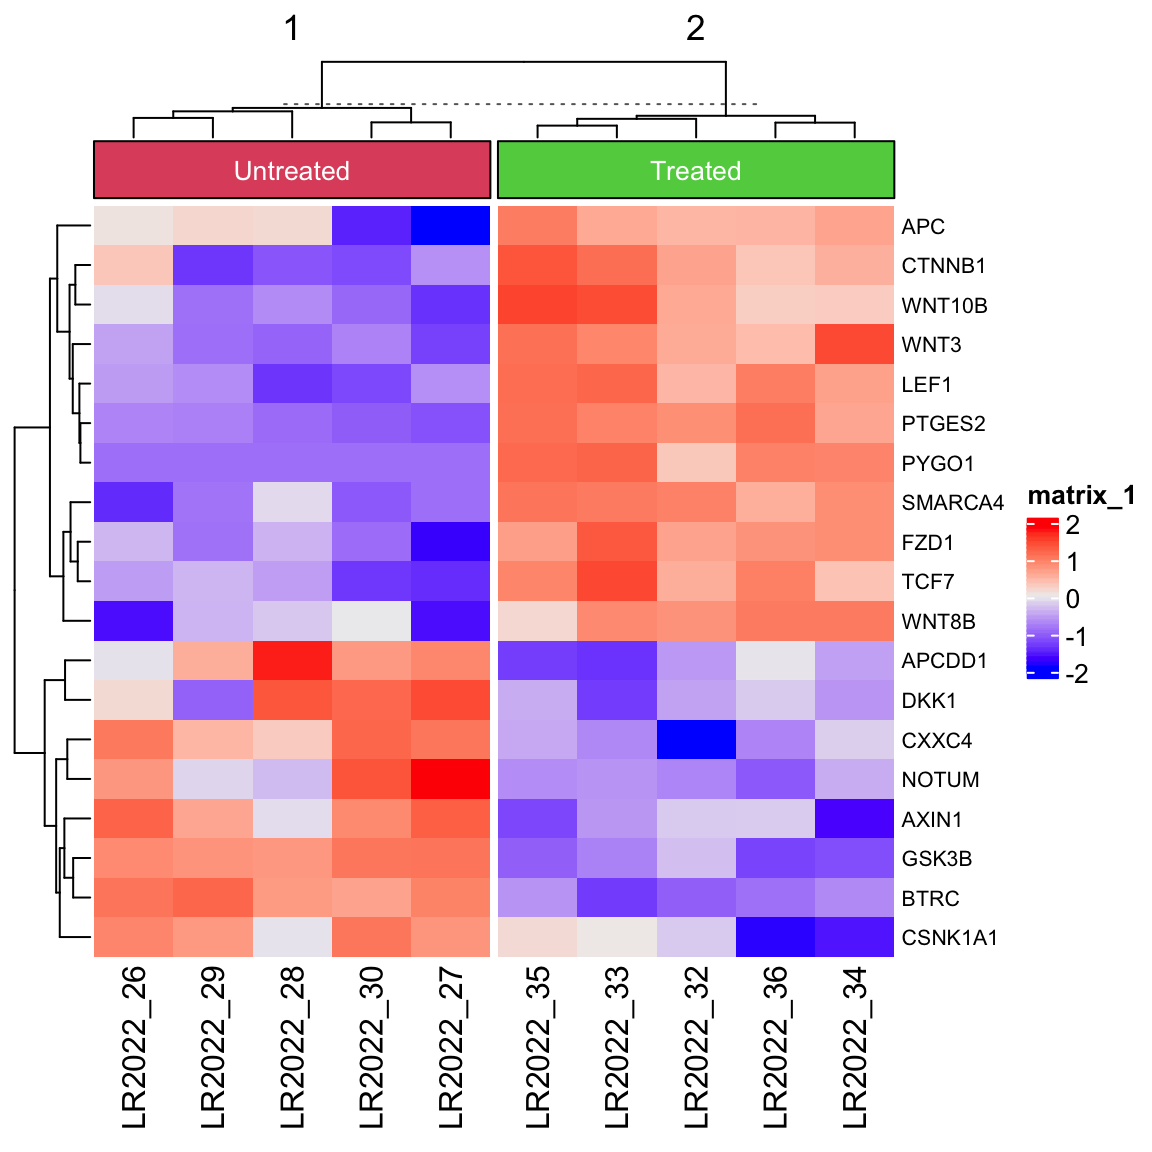 1 2
Untreated Treated
APC
CTNNB1
WNT10B
WNT3
LEF1
PTGES2
PYGO1
SMARCA4
FZD1
TCF7
WNT8B
APCDD1
DKK1
CXXC4
NOTUM
AXIN1
GSK3B
BTRC
CSNK1A1
matrix_1
2
1
0
-1
-2
LR2022_26
LR2022_29
LR2022_28
LR2022_30
LR2022_27
LR2022_35
LR2022_33
LR2022_32
LR2022_36
LR2022_34